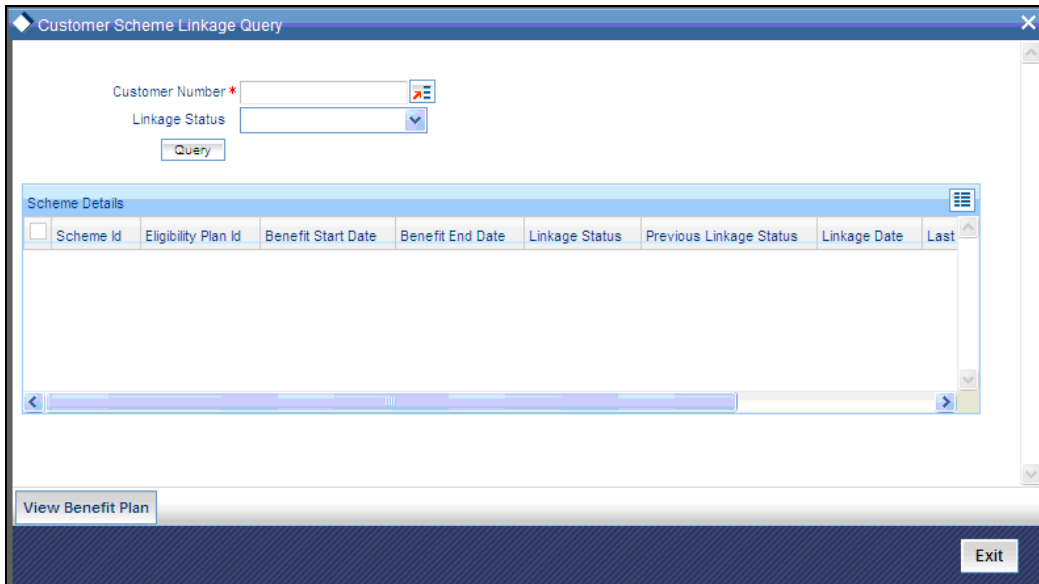 Customer Scheme Linkage Query
Customer Number *
Linkage Status
Query
Scheme Details
Scheme Id Eligibility Plan Id Benefit Start Date Benefit End Date Linkage Status Previous Linkage Status Linkage Date Last
View Benefit Plan
Exit